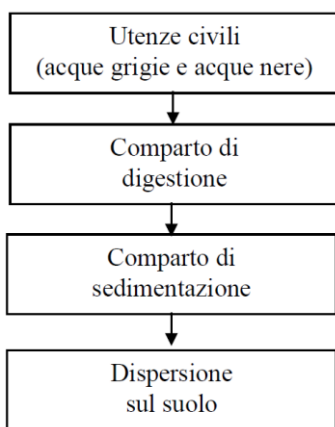 Utenze civili
(acque grigie e acque nere)
Comparto di
digestione
Comparto di
sedimentazione
Dispersione
sul suolo